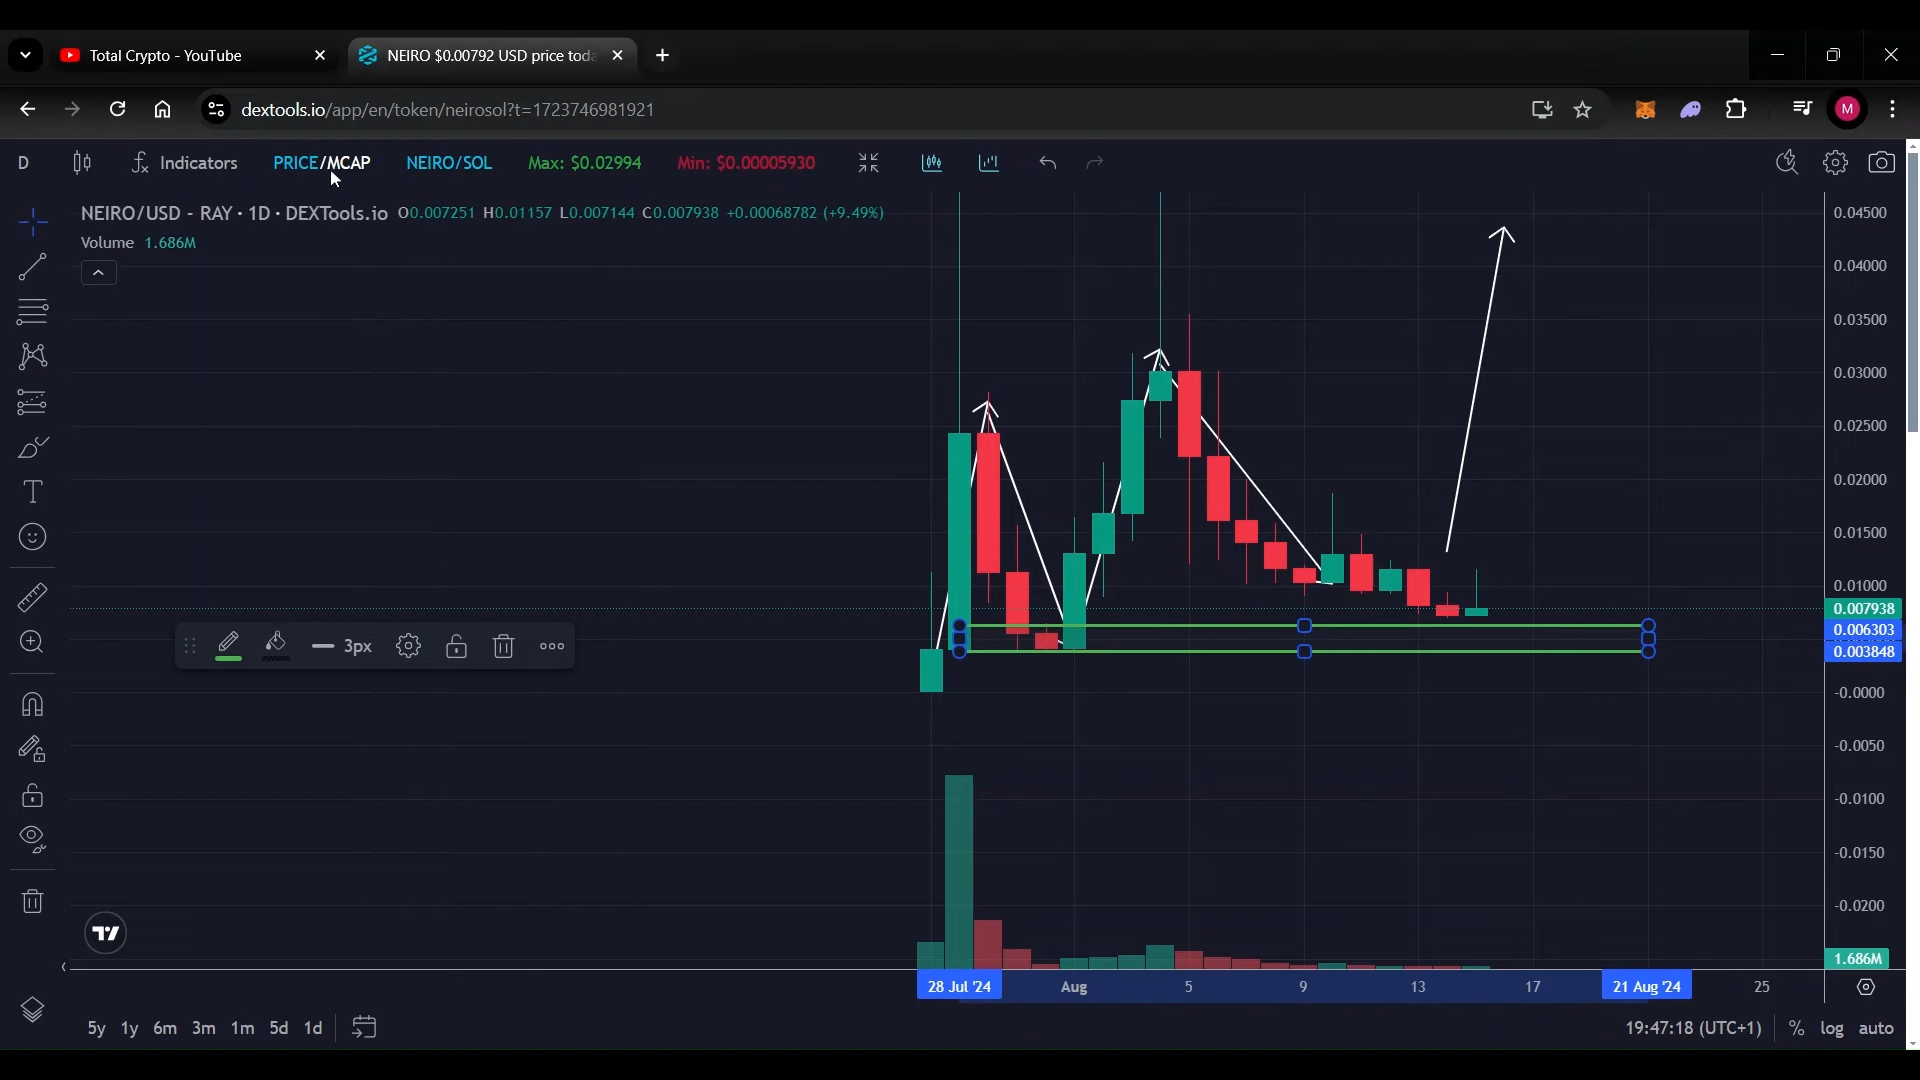 Total Crypto - YouTube
NEIRO $0.00792 USD price toda
dextools.io/app/en/token/neirosol?t=1723746981921
M
D Indicators PRICE/MCAP NEIRO/SOL Max: $0.02994 Min: $0.00005930
NEIRO/USD - RAY · 1D · DEXTools.io O0.007251 H0.01157 L0.007144 C0.007938 +0.00068782 (+9.49%)
Volume 1.686M
0.04500
0.04000
0.03500
0.03000
0.02500
0.02000
0.01500
0.01000
0.007938
0.006303
0.003848
-0.0000
-0.0050
-0.0100
-0.0150
-0.0200
1.686M
3px
28 Jul '24 Aug 5 9 13 17 21 Aug '24 25
5y 1y 6m 3m 1m 5d 1d 19:47:18 (UTC+1) % log auto